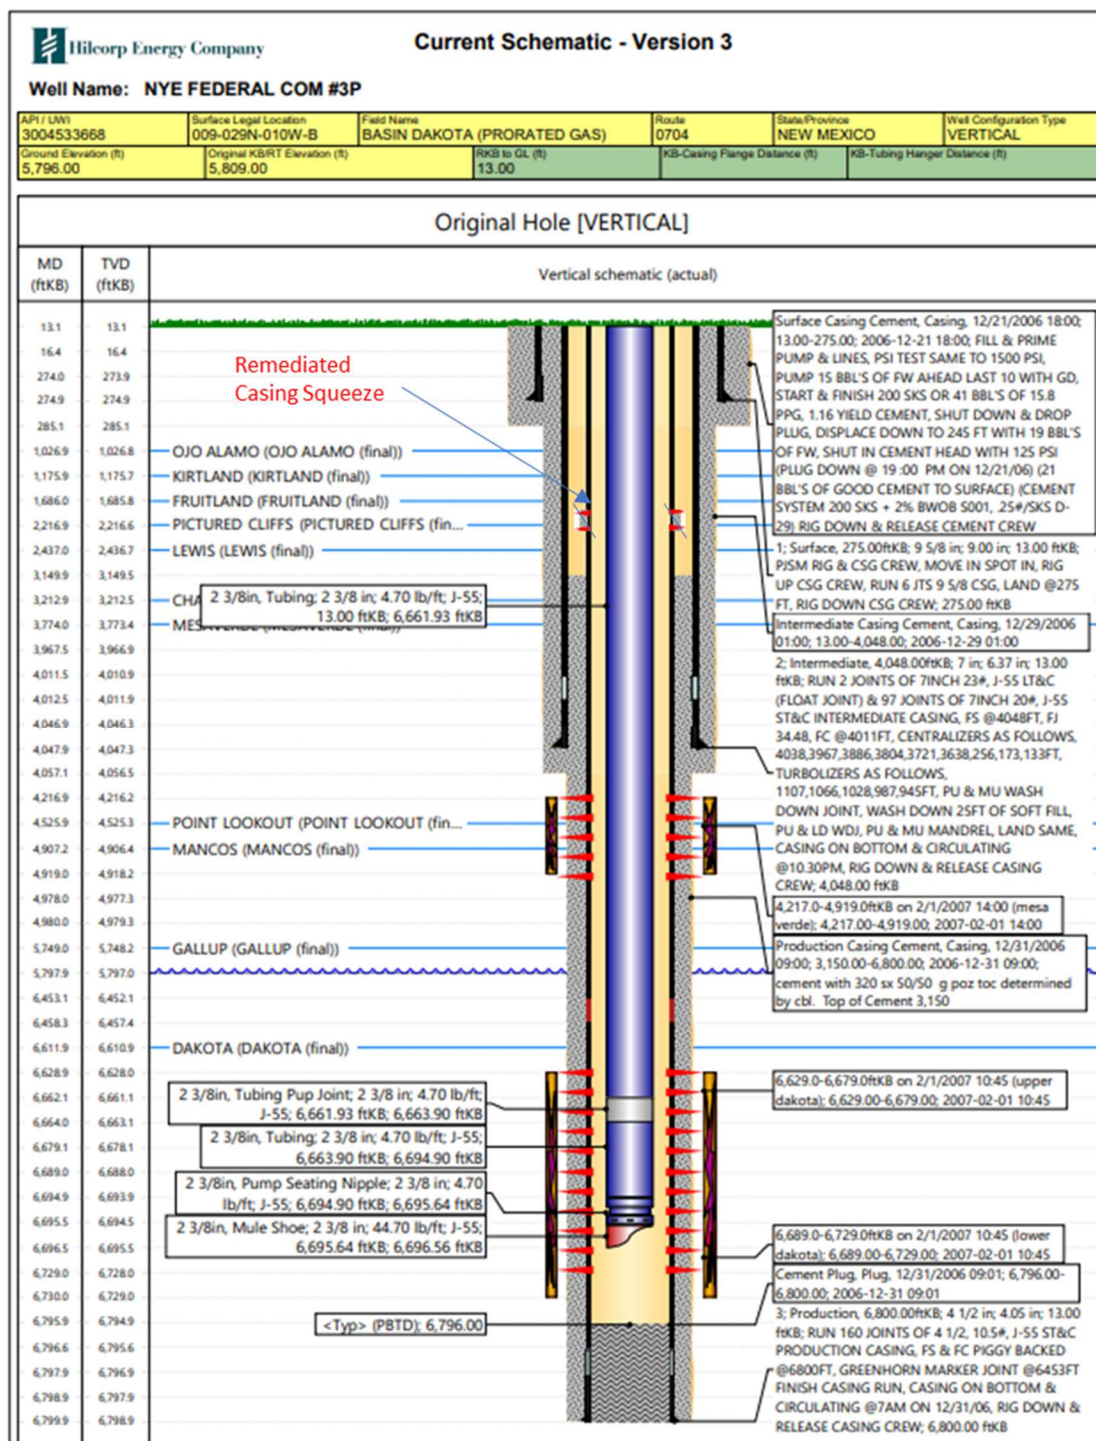 Hilcorp Energy Company
Current Schematic - Version 3
Well Name: NYE FEDERAL COM #3P
API / UWI
3004533668
Surface Legal Location
009-029N-010W-B
Field Name
BASIN DAKOTA (PRORATED GAS)
Route
0704
State/Province
NEW MEXICO
Well Configuration Type
VERTICAL
Ground Elevation (ft)
5,796.00
Original KB/RT Elevation (ft)
5,809.00
RKB to GL (ft)
13.00
KB-Casing Flange Distance (ft)
KB-Tubing Hanger Distance (ft)
Original Hole [VERTICAL]
MD
(ftKB)
TVD
(ftKB)
Vertical schematic (actual)
13.1 13.1
16.4 16.4
274.0 273.9
274.9 274.9
285.1 285.1
1,026.9 1,026.8
1,175.9 1,175.7
1,686.0 1,685.8
2,216.9 2,216.6
2,437.0 2,436.7
3,149.9 3,149.5
3,212.9 3,212.5
3,774.0 3,773.4
3,967.5 3,966.9
4,011.5 4,010.9
4,012.5 4,011.9
4,046.9 4,046.3
4,047.9 4,047.3
4,057.1 4,056.5
4,216.9 4,216.2
4,525.9 4,525.3
4,907.2 4,906.4
4,919.0 4,918.2
4,978.0 4,977.3
4,980.0 4,979.3
5,749.0 5,748.2
5,797.9 5,797.0
6,453.1 6,452.1
6,458.3 6,457.4
6,611.9 6,610.9
6,628.9 6,628.0
6,662.1 6,661.1
6,664.0 6,663.1
6,679.1 6,678.1
6,689.0 6,688.0
6,694.9 6,693.9
6,695.5 6,694.5
6,696.5 6,695.5
6,729.0 6,728.0
6,730.0 6,729.0
6,795.9 6,794.9
6,796.6 6,795.6
6,797.9 6,796.9
6,798.9 6,797.9
6,799.9 6,798.9
Remediated
Casing Squeeze
OJO ALAMO (OJO ALAMO (final))
KIRTLAND (KIRTLAND (final))
FRUITLAND (FRUITLAND (final))
PICTURED CLIFFS (PICTURED CLIFFS (fin...
LEWIS (LEWIS (final))
CHA
2 3/8in, Tubing; 2 3/8 in; 4.70 lb/ft; J-55;
13.00 ftKB; 6,661.93 ftKB
MESAVERDE (MESAVERDE (final))
POINT LOOKOUT (POINT LOOKOUT (fin...
MANCOS (MANCOS (final))
GALLUP (GALLUP (final))
DAKOTA (DAKOTA (final))
2 3/8in, Tubing Pup Joint; 2 3/8 in; 4.70 lb/ft;
J-55; 6,661.93 ftKB; 6,663.90 ftKB
2 3/8in, Tubing; 2 3/8 in; 4.70 lb/ft; J-55;
6,663.90 ftKB; 6,694.90 ftKB
2 3/8in, Pump Seating Nipple; 2 3/8 in; 4.70
lb/ft; J-55; 6,694.90 ftKB; 6,695.64 ftKB
2 3/8in, Mule Shoe; 2 3/8 in; 44.70 lb/ft; J-55;
6,695.64 ftKB; 6,696.56 ftKB
<Typ> (PBTD); 6,796.00
Surface Casing Cement, Casing, 12/21/2006 18:00;
13.00-275.00; 2006-12-21 18:00; FILL & PRIME
PUMP & LINES, PSI TEST SAME TO 1500 PSI,
PUMP 15 BBL'S OF FW AHEAD LAST 10 WITH GD,
START & FINISH 200 SKS OR 41 BBL'S OF 15.8
PPG, 1.16 YIELD CEMENT, SHUT DOWN & DROP
PLUG, DISPLACE DOWN TO 245 FT WITH 19 BBL'S
OF FW, SHUT IN CEMENT HEAD WITH 125 PSI
(PLUG DOWN @ 19 :00 PM ON 12/21/06) (21
BBL'S OF GOOD CEMENT TO SURFACE) (CEMENT
SYSTEM 200 SKS + 2% BWOB S001, .25#/SKS D-
29) RIG DOWN & RELEASE CEMENT CREW
1; Surface, 275.00ftKB; 9 5/8 in; 9.00 in; 13.00 ftKB;
PJSM RIG & CSG CREW, MOVE IN SPOT IN, RIG
UP CSG CREW, RUN 6 JTS 9 5/8 CSG, LAND @275
FT, RIG DOWN CSG CREW; 275.00 ftKB
Intermediate Casing Cement, Casing, 12/29/2006
01:00; 13.00-4,048.00; 2006-12-29 01:00
2; Intermediate, 4,048.00ftKB; 7 in; 6.37 in; 13.00
ftKB; RUN 2 JOINTS OF 7INCH 23#, J-55 LT&C
(FLOAT JOINT) & 97 JOINTS OF 7INCH 20#, J-55
ST&C INTERMEDIATE CASING, FS @4048FT, FJ
34.48, FC @4011FT, CENTRALIZERS AS FOLLOWS,
4038,3967,3886,3804,3721,3638,256,173,133FT,
TURBOLIZERS AS FOLLOWS,
1107,1066,1028,987,945FT, PU & MU WASH
DOWN JOINT, WASH DOWN 25FT OF SOFT FILL,
PU & LD WDJ, PU & MU MANDREL, LAND SAME,
CASING ON BOTTOM & CIRCULATING
@10.30PM, RIG DOWN & RELEASE CASING
CREW; 4,048.00 ftKB
4,217.0-4,919.0ftKB on 2/1/2007 14:00 (mesa
verde); 4,217.00-4,919.00; 2007-02-01 14:00
Production Casing Cement, Casing, 12/31/2006
09:00; 3,150.00-6,800.00; 2006-12-31 09:00;
cement with 320 sx 50/50 g poz toc determined
by cbl. Top of Cement 3,150
6,629.0-6,679.0ftKB on 2/1/2007 10:45 (upper
dakota); 6,629.00-6,679.00; 2007-02-01 10:45
6,689.0-6,729.0ftKB on 2/1/2007 10:45 (lower
dakota); 6,689.00-6,729.00; 2007-02-01 10:45
Cement Plug, Plug, 12/31/2006 09:01; 6,796.00-
6,800.00; 2006-12-31 09:01
3; Production, 6,800.00ftKB; 4 1/2 in; 4.05 in; 13.00
ftKB; RUN 160 JOINTS OF 4 1/2, 10.5#, J-55 ST&C
PRODUCTION CASING, FS & FC PIGGY BACKED
@6800FT, GREENHORN MARKER JOINT @6453FT
FINISH CASING RUN, CASING ON BOTTOM &
CIRCULATING @7AM ON 12/31/06, RIG DOWN &
RELEASE CASING CREW; 6,800.00 ftKB